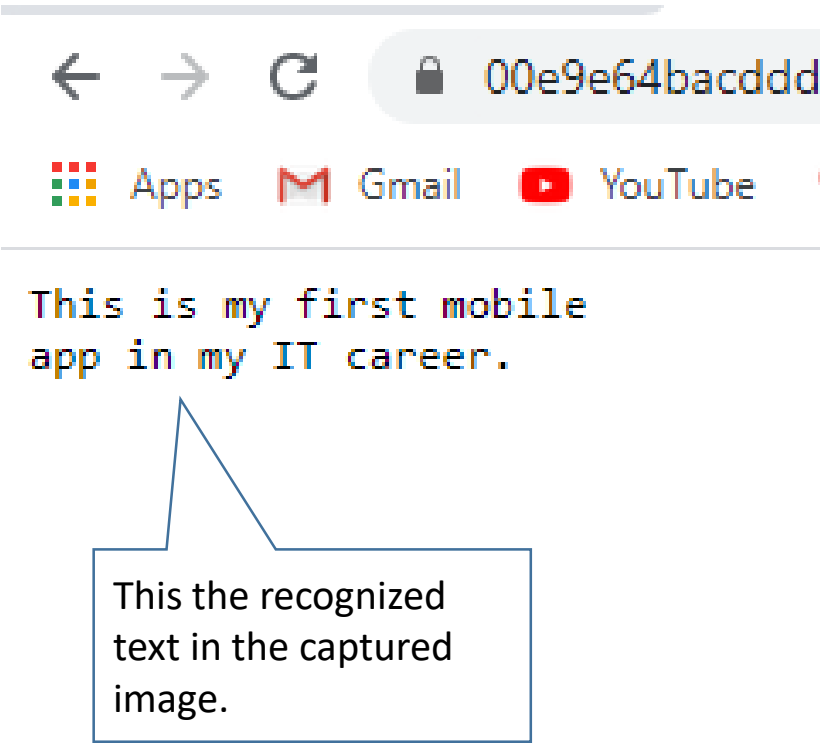 00e9e64bacddd
Apps Gmail YouTube
This is my first mobile
app in my IT career.
This the recognized
text in the captured
image.